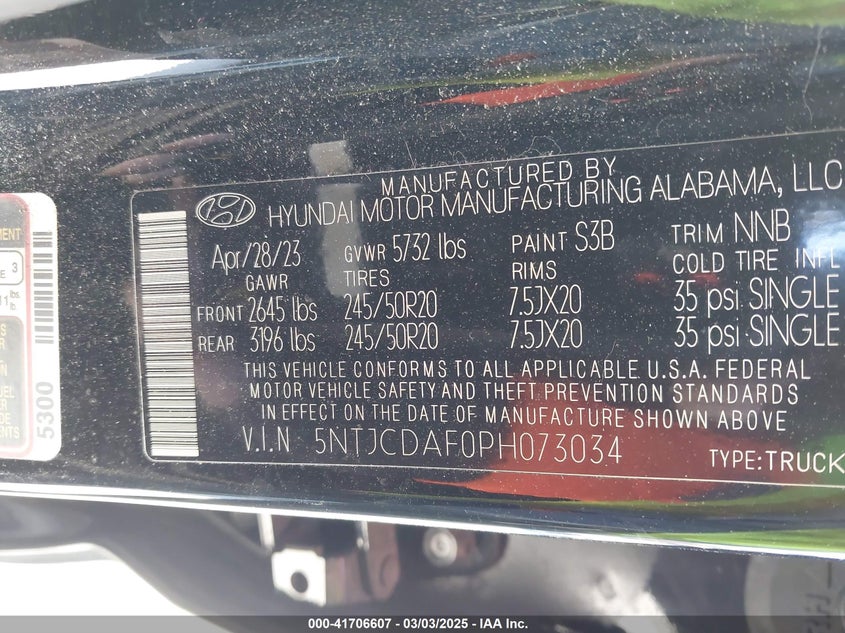 MANUFACTURED BY
HYUNDAI MOTOR MANUFACTURING ALABAMA, LLC
Apr/28/23 GVWR 5732 lbs PAINT S3B TRIM NNB
GAWR TIRES RIMS COLD TIRE INFL
FRONT 2645 lbs 245/50R20 7.5JX20 35 psi SINGLE
REAR 3196 lbs 245/50R20 7.5JX20 35 psi SINGLE
THIS VEHICLE CONFORMS TO ALL APPLICABLE U.S.A. FEDERAL
MOTOR VEHICLE SAFETY AND THEFT PREVENTION STANDARDS
IN EFFECT ON THE DATE OF MANUFACTURE SHOWN ABOVE
V.I.N 5NTJCDAF0PH073034 TYPE:TRUCK
5300
000-41706607 - 03/03/2025 - IAA Inc.